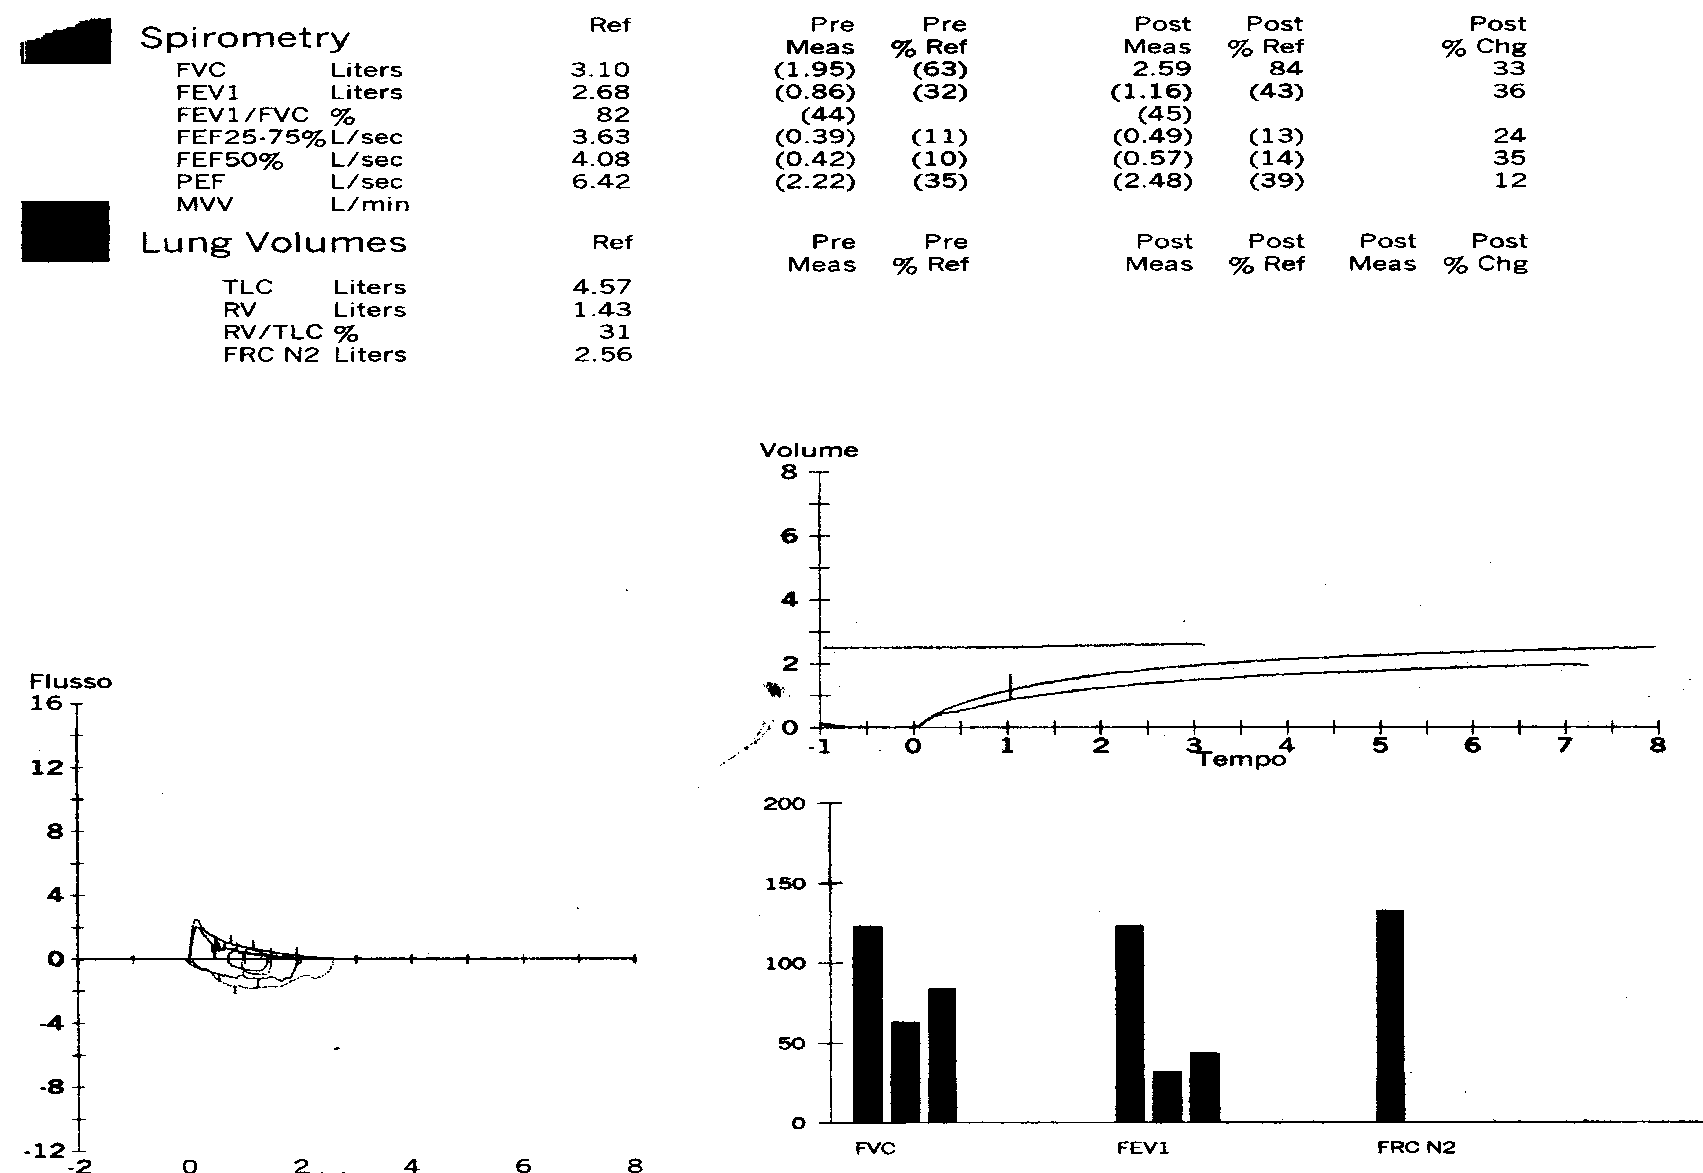 Spirometry Ref Pre Pre Post Post Post
Meas % Ref Meas % Ref % Chg
FVC Liters 3.10 (1.95) (63) 2.59 84 33
FEV1 Liters 2.68 (0.86) (32) (1.16) (43) 36
FEV1/FVC % 82 (44) (45)
FEF25-75% L/sec 3.63 (0.39) (11) (0.49) (13) 24
FEF50% L/sec 4.08 (0.42) (10) (0.57) (14) 35
PEF L/sec 6.42 (2.22) (35) (2.48) (39) 12
MVV L/min
Lung Volumes Ref Pre Pre Post Post Post Post
Meas % Ref Meas % Ref Meas % Chg
TLC Liters 4.57
RV Liters 1.43
RV/TLC % 31
FRC N2 Liters 2.56
Volume
8
6
4
2
0
-1 0 1 2 3 4 5 6 7 8
Tempo
Flusso
16
12
8
4
0
-4
-8
-12
-2 0 2 4 6 8
200
150
100
50
0
FVC FEV1 FRC N2